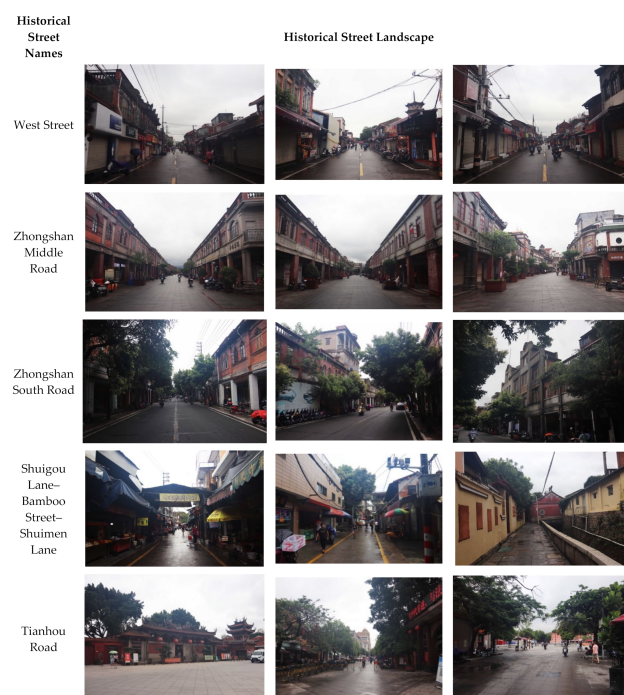 Historical
Street
Names
Historical Street Landscape
West Street
Zhongshan
Middle
Road
Zhongshan
South Road
Shuigou
Lane–
Bamboo
Street–
Shuimen
Lane
Tianhou
Road